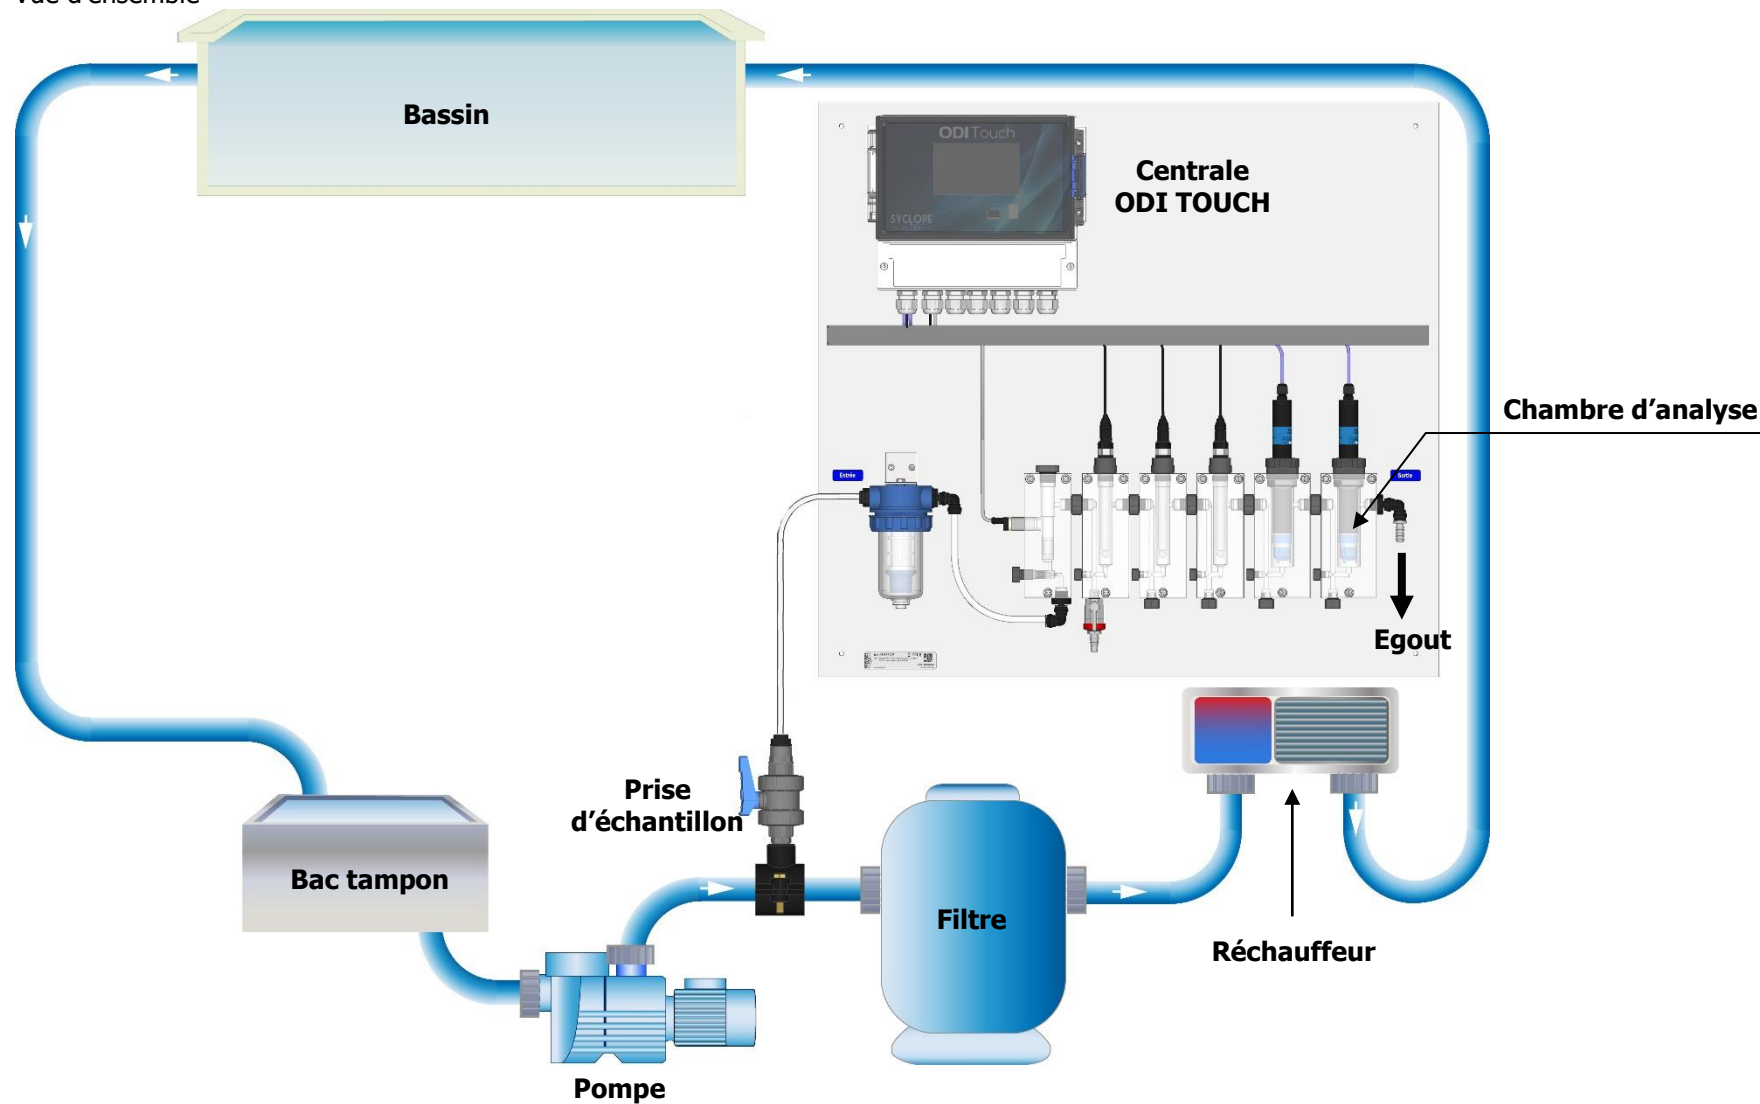 Vue d'ensemble
Bassin
ODITouch
Centrale
ODI TOUCH
SYCLOPE
Chambre d’analyse
Entrée
Sortie
Egout
Prise
d’échantillon
Bac tampon
Filtre
Réchauffeur
Pompe